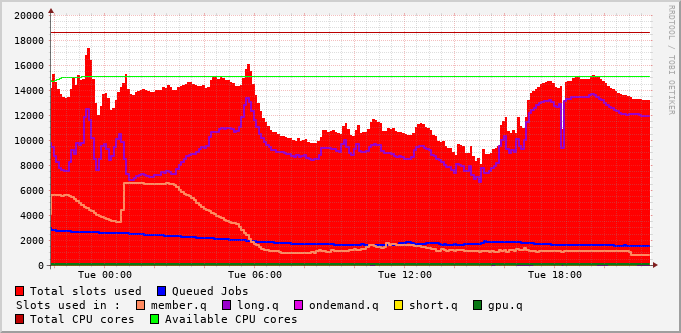 20000
18000
16000
14000
12000
10000
8000
6000
4000
2000
0
Tue 00:00 Tue 06:00 Tue 12:00 Tue 18:00
RRDTOOL / TOBI OETIKER
Total slots used Queued Jobs
Slots used in : member.q long.q ondemand.q short.q gpu.q
Total CPU cores Available CPU cores